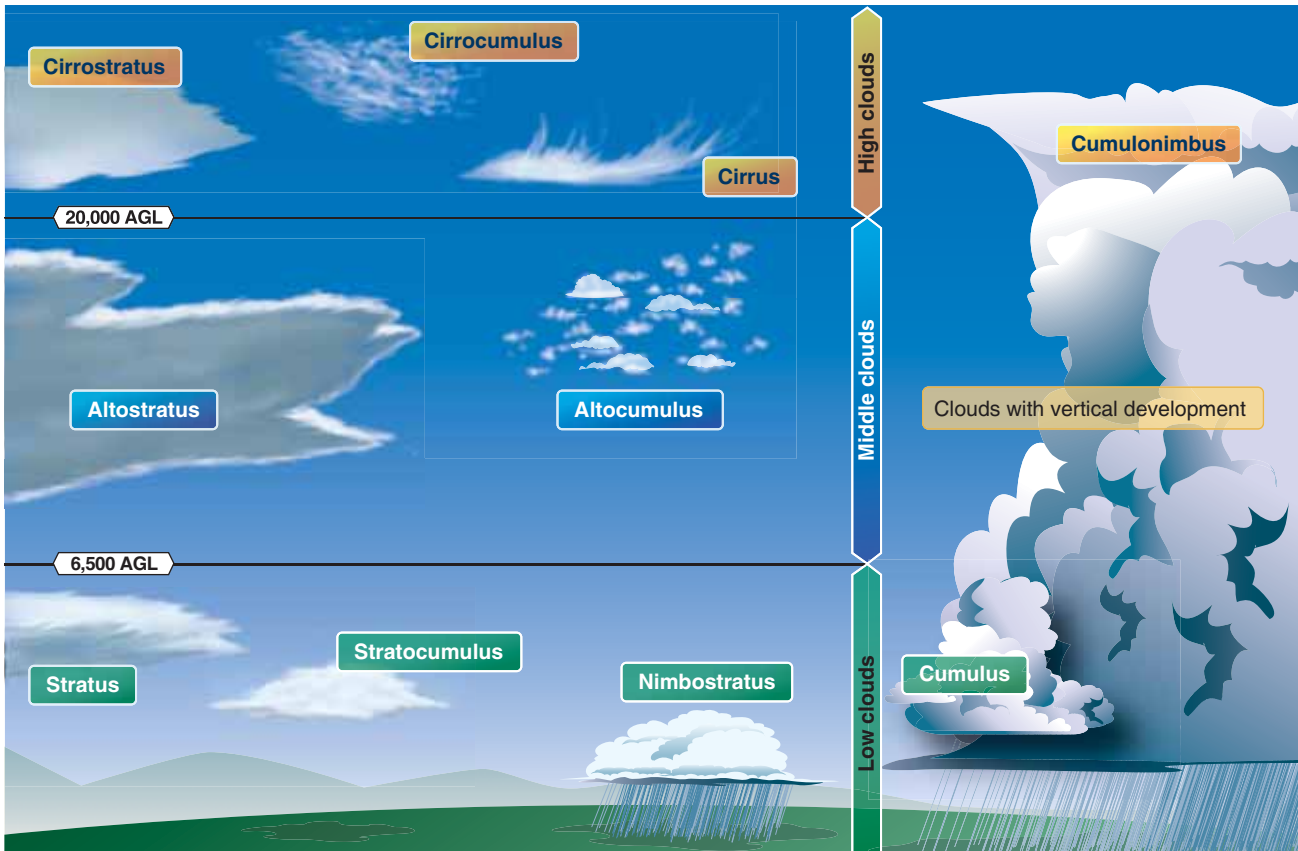 Cirrostratus
Cirrocumulus
Cirrus
High clouds
Cumulonimbus
20,000 AGL
Altostratus
Altocumulus
Middle clouds
Clouds with vertical development
6,500 AGL
Stratus
Stratocumulus
Nimbostratus
Low clouds
Cumulus